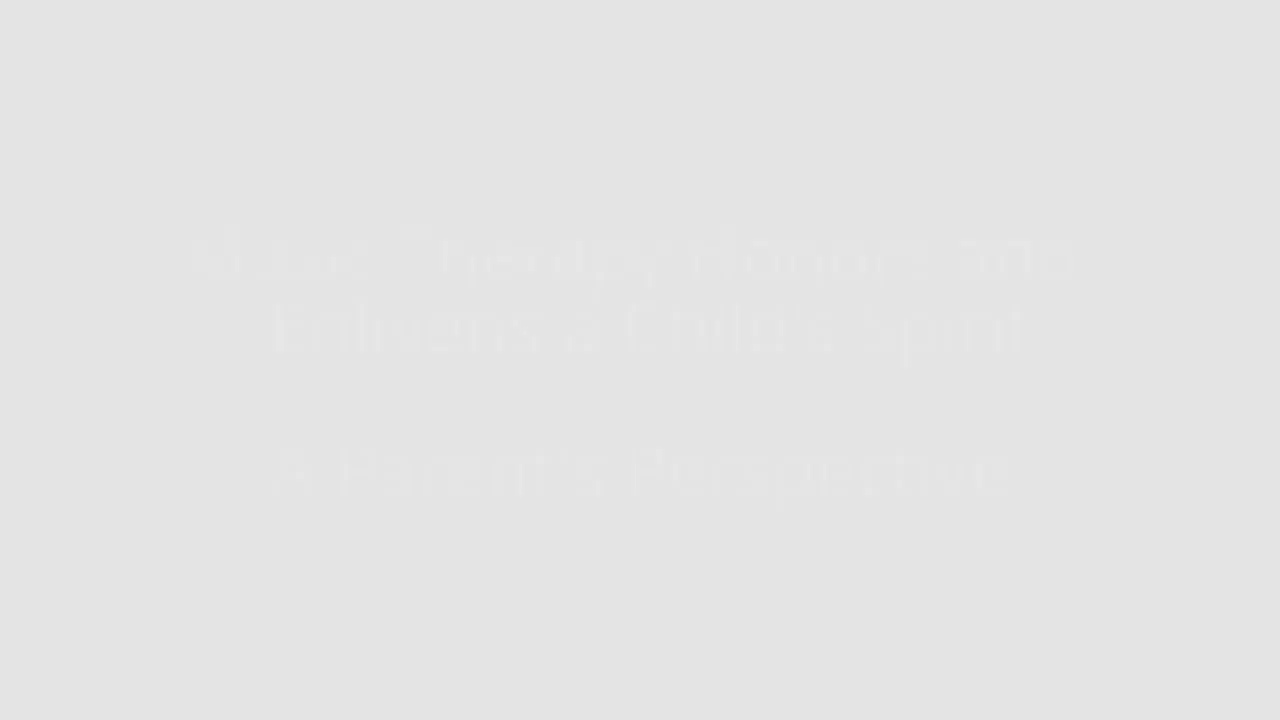 Music Therapy Honors and
Enlivens a Child's Spirit
A Parent's Perspective